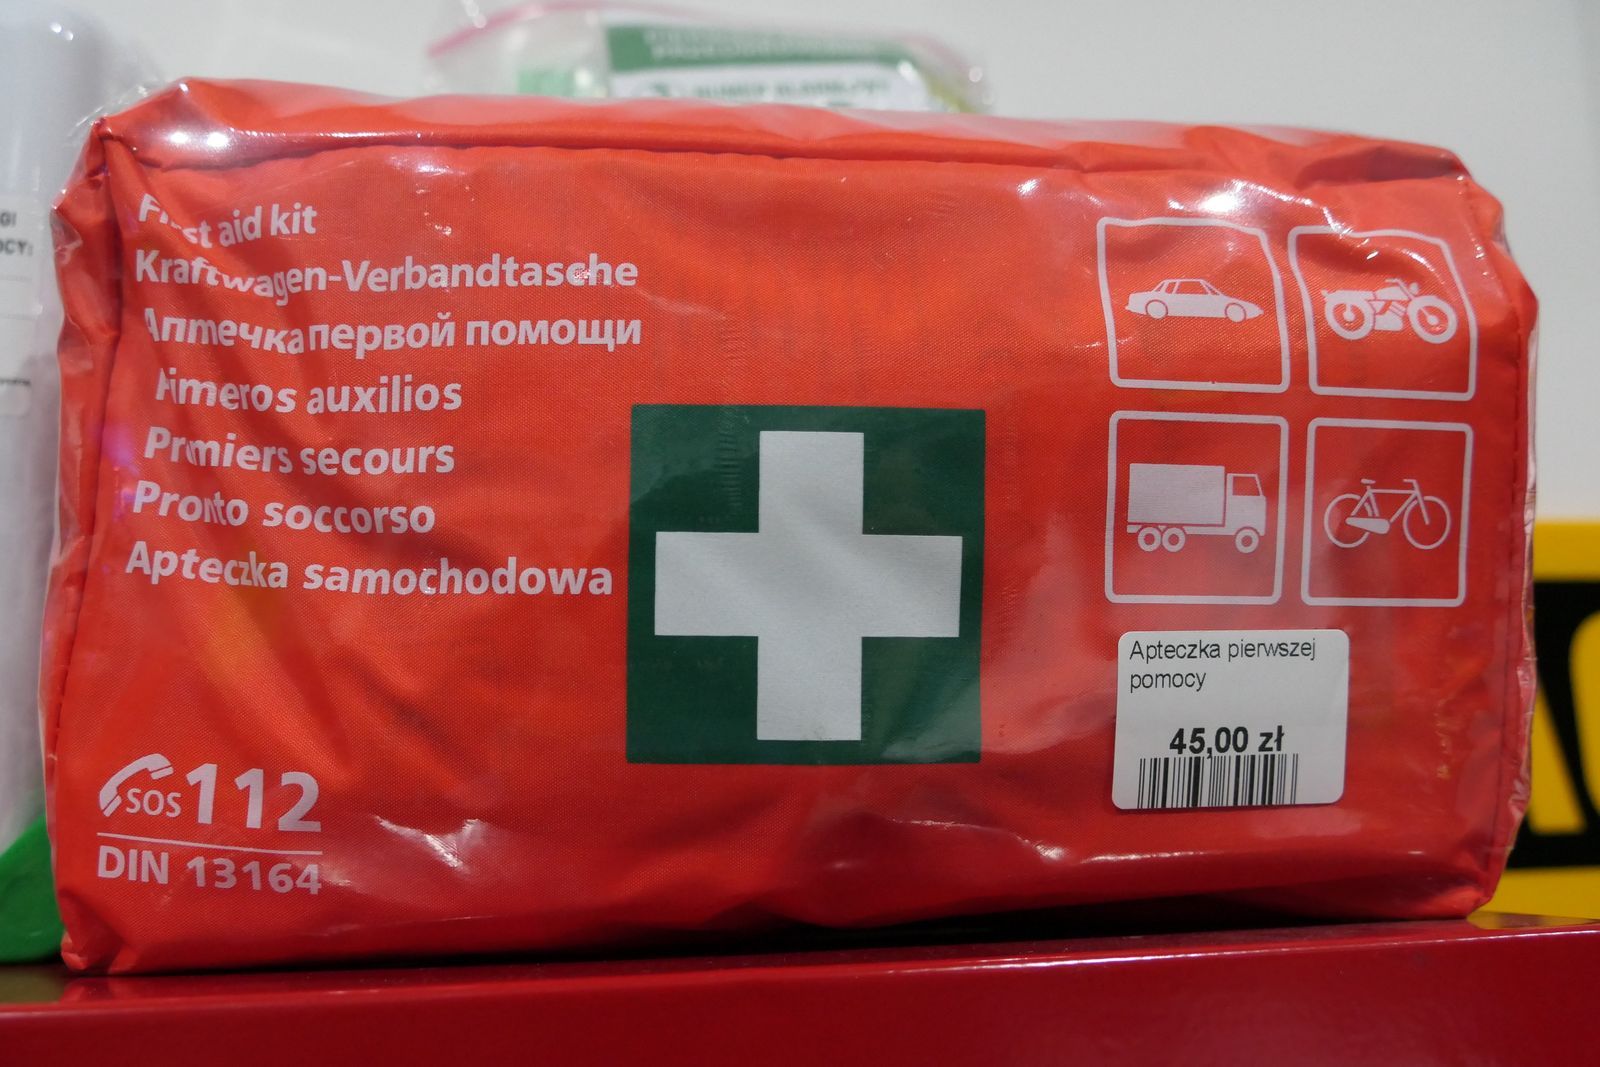 First aid kit
Kraftwagen-Verbandtasche
Аптечка первой помощи
Primeros auxilios
Premiers secours
Pronto soccorso
Apteczka samochodowa
SOS 112
DIN 13164
Apteczka pierwszej
pomocy
45,00 zł